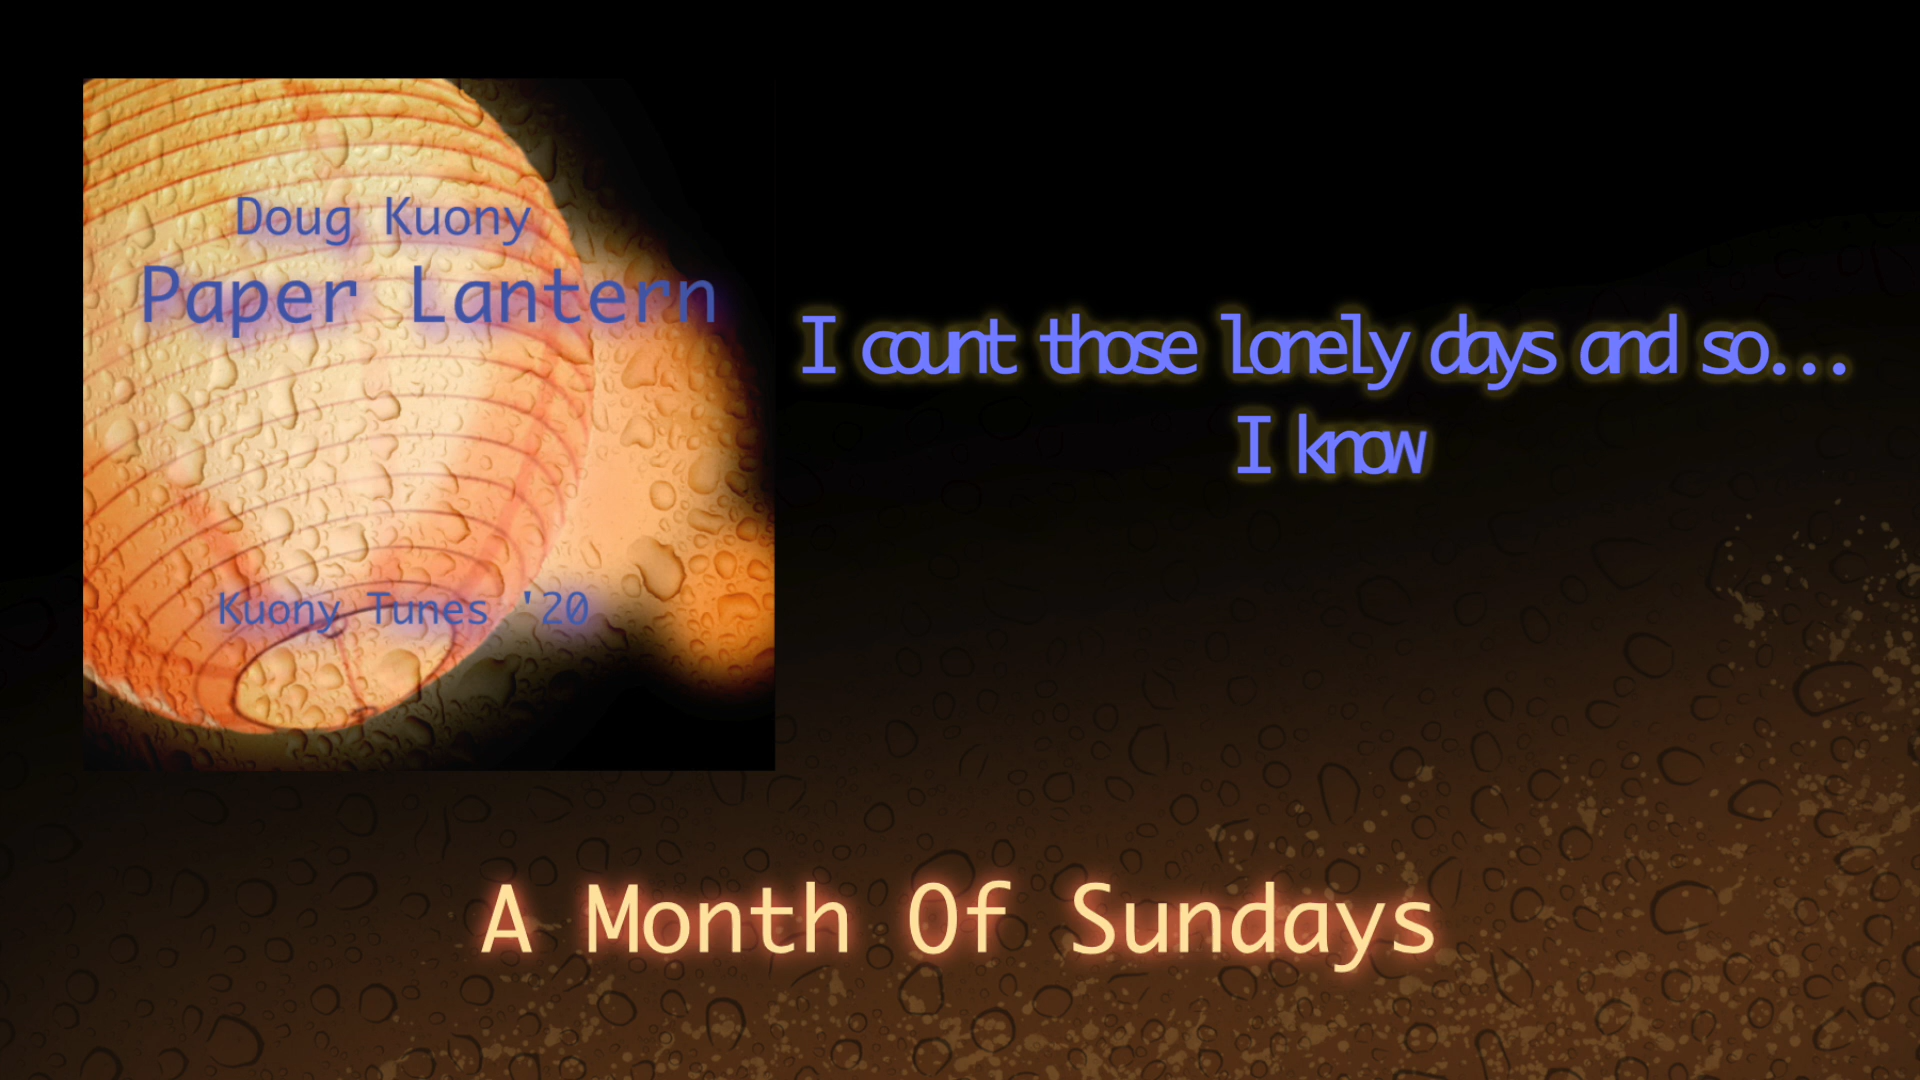 Doug Kuony
Paper Lantern
Kuony Tunes '20
I count those lonely days and so...
I know
A Month Of Sundays